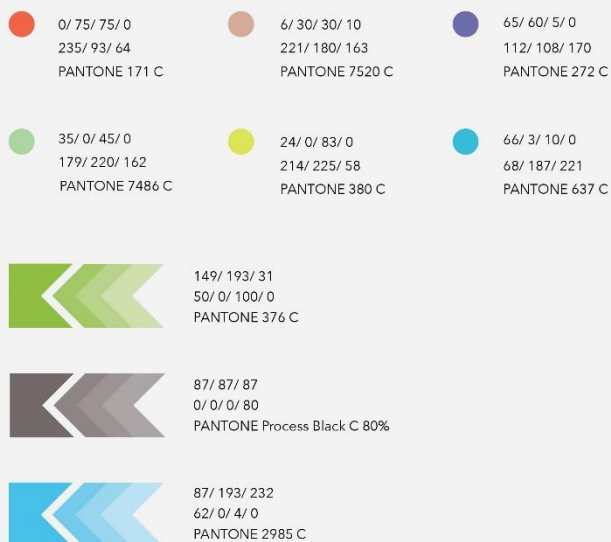 0/ 75/ 75/ 0
235/ 93/ 64
PANTONE 171 C
6/ 30/ 30/ 10
221/ 180/ 163
PANTONE 7520 C
65/ 60/ 5/ 0
112/ 108/ 170
PANTONE 272 C
35/ 0/ 45/ 0
179/ 220/ 162
PANTONE 7486 C
24/ 0/ 83/ 0
214/ 225/ 58
PANTONE 380 C
66/ 3/ 10/ 0
68/ 187/ 221
PANTONE 637 C
149/ 193/ 31
50/ 0/ 100/ 0
PANTONE 376 C
87/ 87/ 87
0/ 0/ 0/ 80
PANTONE Process Black C 80%
87/ 193/ 232
62/ 0/ 4/ 0
PANTONE 2985 C